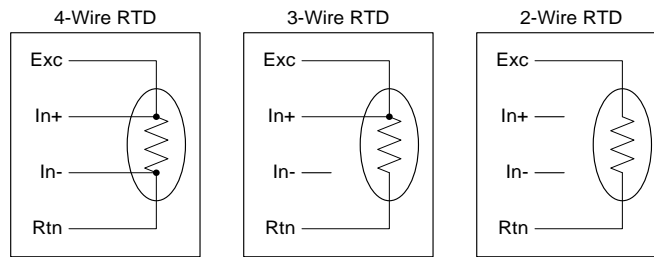 4-Wire RTD
Exc
In+
In-
Rtn
3-Wire RTD
Exc
In+
In-
Rtn
2-Wire RTD
Exc
In+
In-
Rtn